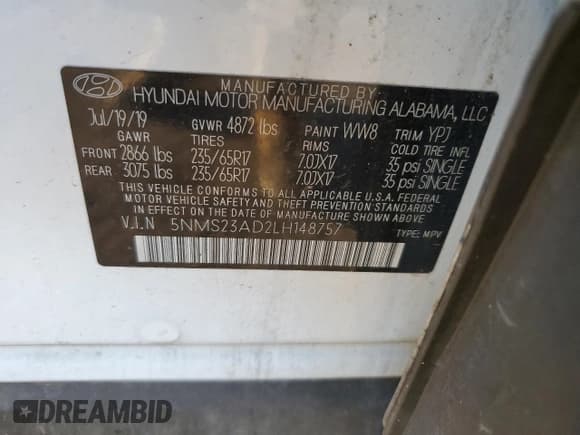 MANUFACTURED BY
HYUNDAI MOTOR MANUFACTURING ALABAMA, LLC
Jul/19/19 GVWR 4872 lbs PAINT WW8 TRIM YPJ
GAWR TIRES RIMS COLD TIRE INFL
FRONT 2866 lbs 235/65R17 7.0JX17 35 psi SINGLE
REAR 3075 lbs 235/65R17 7.0JX17 35 psi SINGLE
THIS VEHICLE CONFORMS TO ALL APPLICABLE U.S.A. FEDERAL
MOTOR VEHICLE SAFETY AND THEFT PREVENTION STANDARDS
IN EFFECT ON THE DATE OF MANUFACTURE SHOWN ABOVE.
V.I.N 5NMS23AD2LH148757
TYPE: MPV
DREAMBID